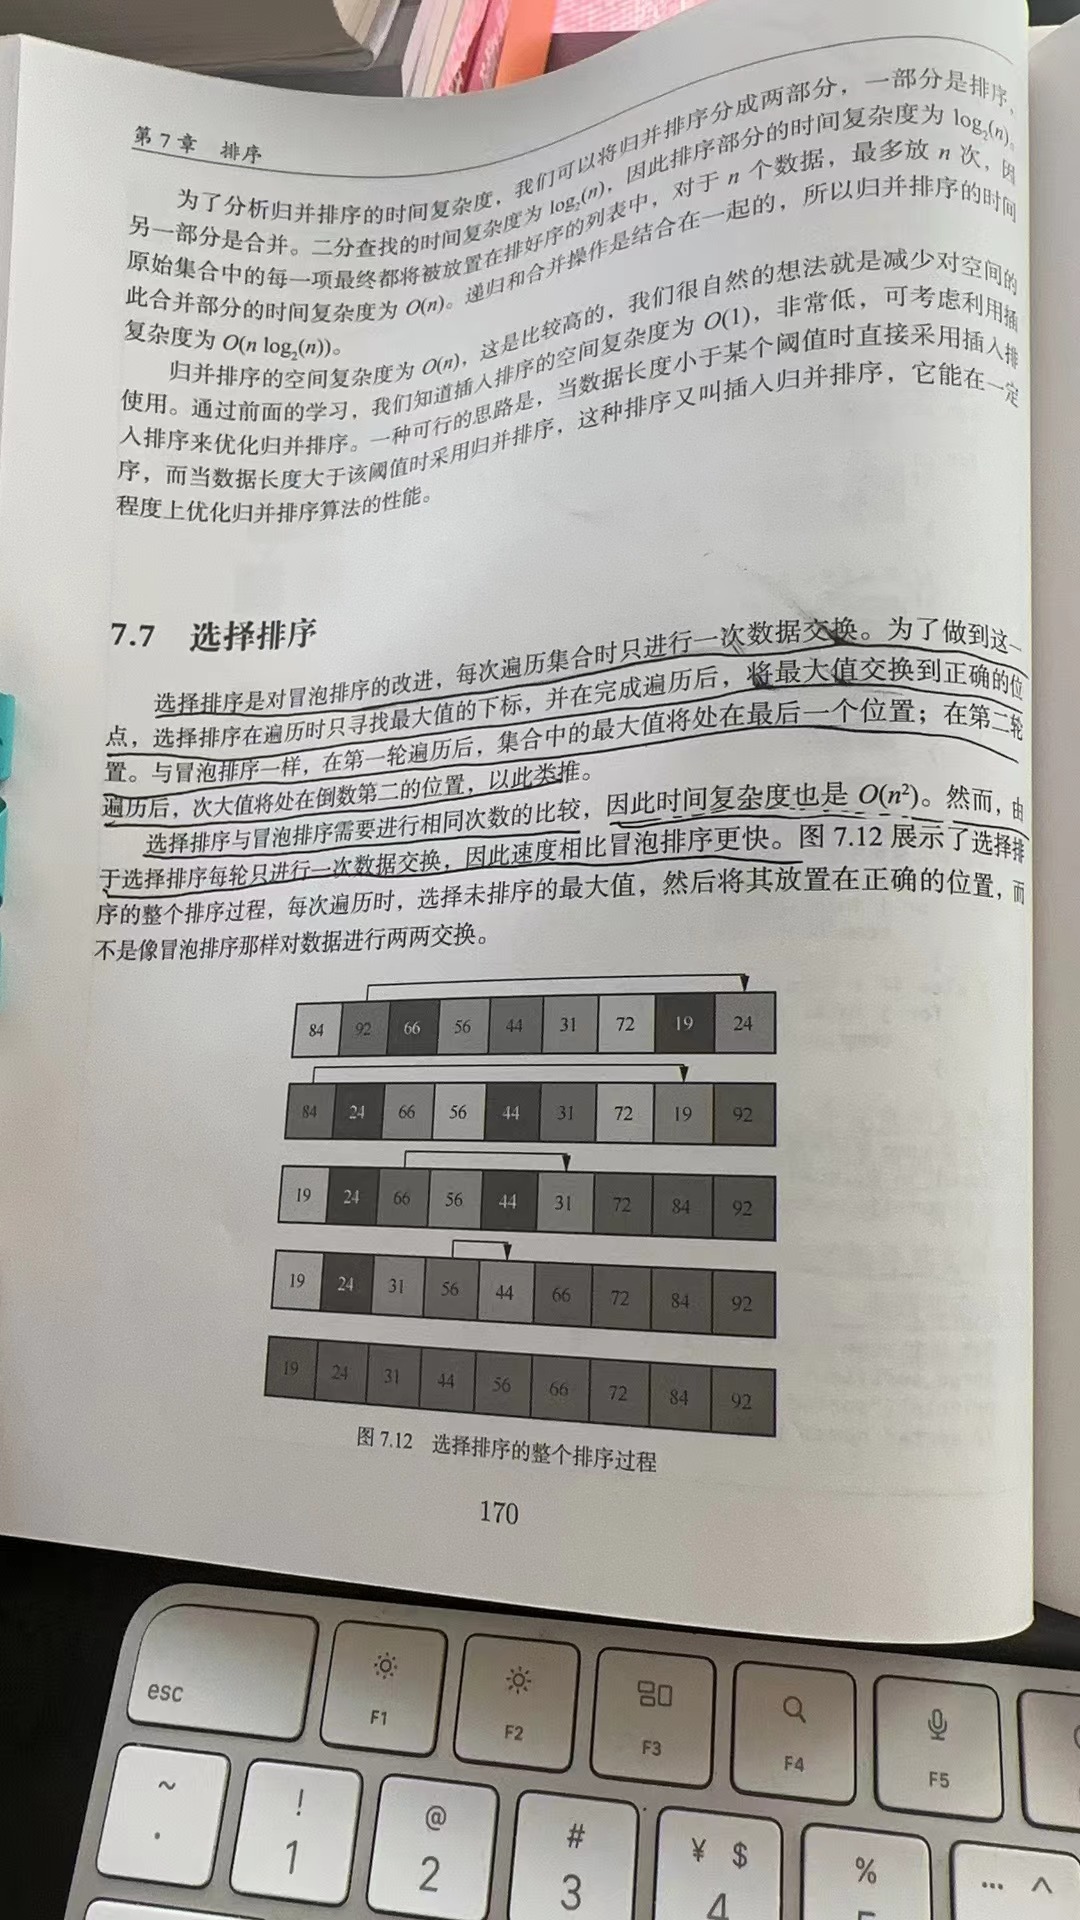 第7章 排序
为了分析归并排序的时间复杂度，我们可以将归并排序分成两部分，一部分是排序，
另一部分是合并。二分查找的时间复杂度为 log₂(n)，因此排序部分的时间复杂度为 log₂(n)。
原始集合中的每一项最终都将被放置在排好序的列表中，对于 n 个数据，最多放 n 次，因
此合并部分的时间复杂度为 O(n)。递归和合并操作是结合在一起的，所以归并排序的时间
复杂度为 O(n log₂(n))。
归并排序的空间复杂度为 O(n)，这是比较高的，我们很自然的想法就是减少对空间的
使用。通过前面的学习，我们知道插入排序的空间复杂度为 O(1)，非常低，可考虑利用插
入排序来优化归并排序。一种可行的思路是，当数据长度小于某个阈值时直接采用插入排
序，而当数据长度大于该阈值时采用归并排序，这种排序又叫插入归并排序，它能在一定
程度上优化归并排序算法的性能。
7.7 选择排序
选择排序是对冒泡排序的改进，每次遍历集合时只进行一次数据交换。为了做到这一
点，选择排序在遍历时只寻找最大值的下标，并在完成遍历后，将最大值交换到正确的位
置。与冒泡排序一样，在第一轮遍历后，集合中的最大值将处在最后一个位置；在第二轮
遍历后，次大值将处在倒数第二的位置，以此类推。
选择排序与冒泡排序需要进行相同次数的比较，因此时间复杂度也是 O(n²)。然而，由
于选择排序每轮只进行一次数据交换，因此速度相比冒泡排序更快。图 7.12 展示了选择排
序的整个排序过程，每次遍历时，选择未排序的最大值，然后将其放置在正确的位置，而
不是像冒泡排序那样对数据进行两两交换。
84 92 66 56 44 31 72 19 24
84 24 66 56 44 31 72 19 92
19 24 66 56 44 31 72 84 92
19 24 31 56 44 66 72 84 92
19 24 31 44 56 66 72 84 92
图 7.12 选择排序的整个排序过程
170
esc
F1
F2
F3
F4
F5
~
·
!
1
@
2
#
3
¥ $
4
%
… ^